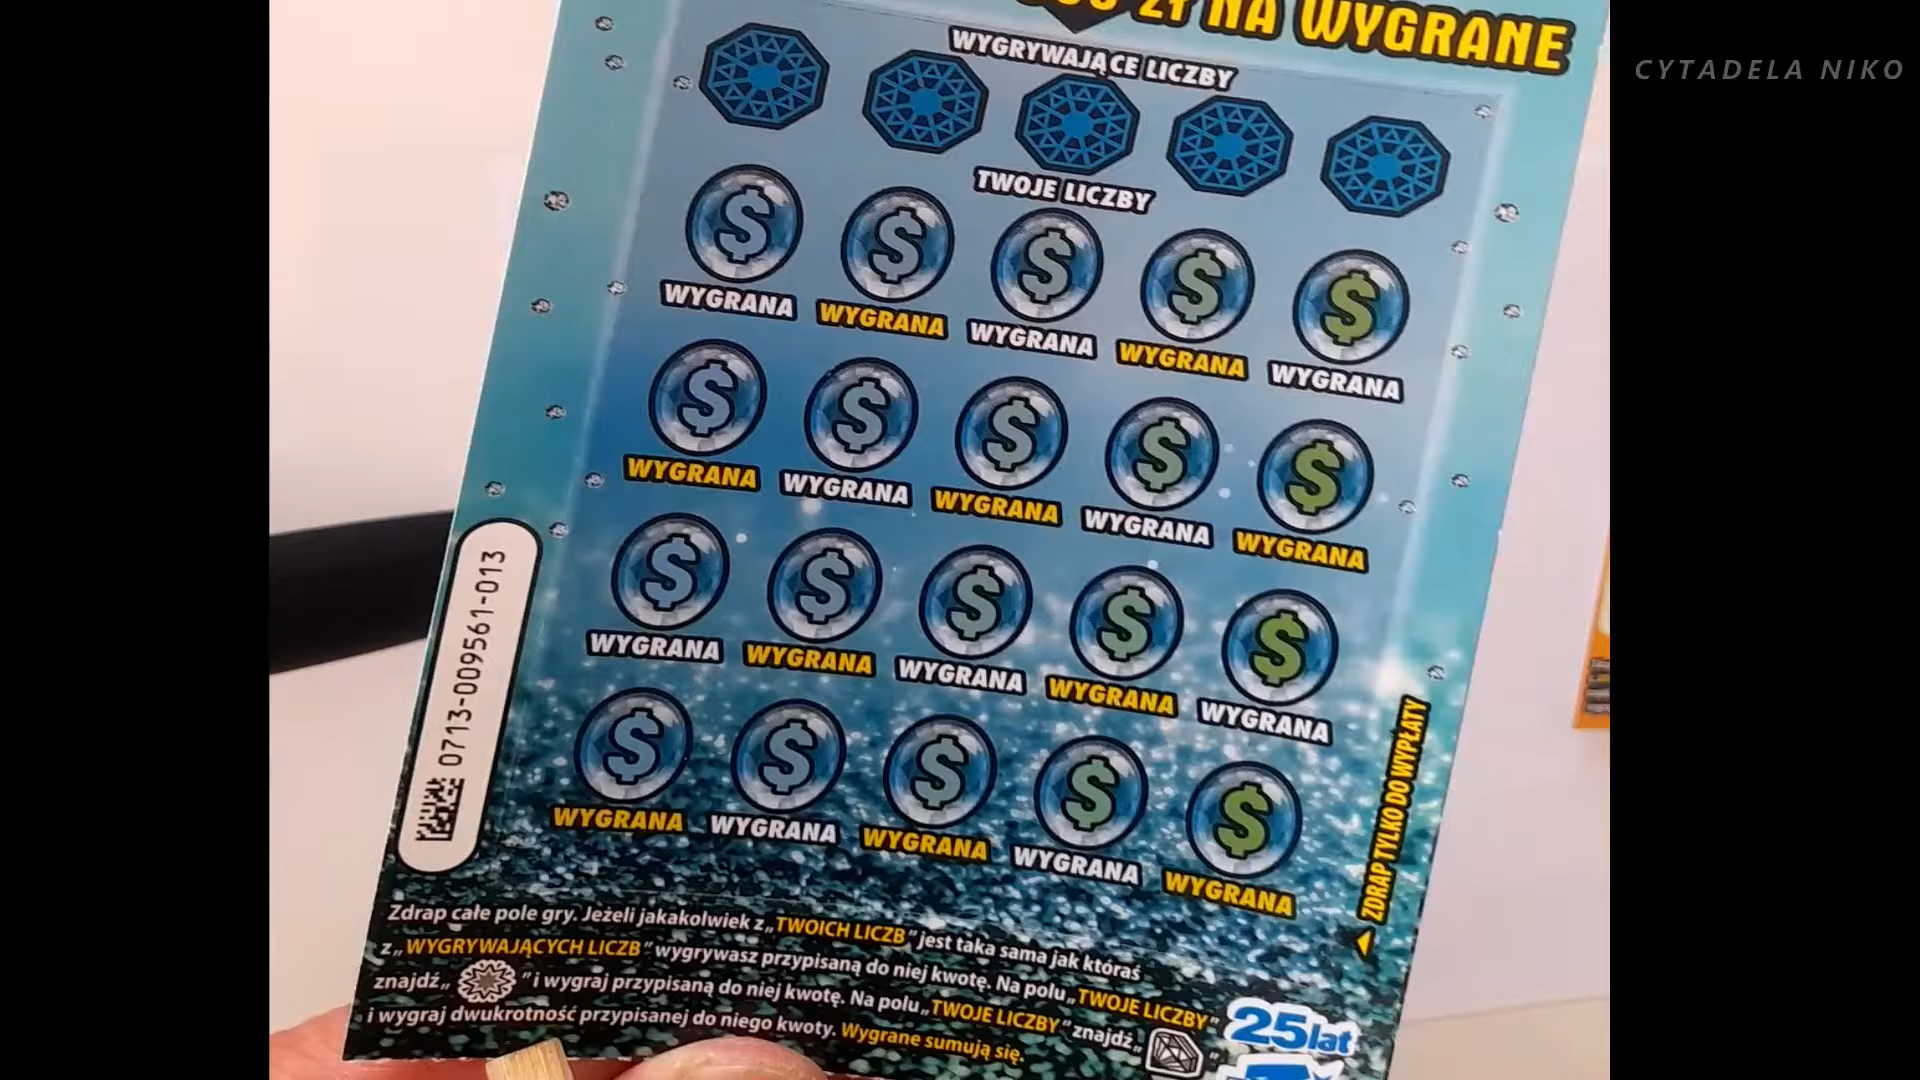 ZŁ NA WYGRANE
CYTADELA NIKO
WYGRYWAJĄCE LICZBY
TWOJE LICZBY
$ $ $ $ $
WYGRANA WYGRANA WYGRANA WYGRANA WYGRANA
$ $ $ $ $
WYGRANA WYGRANA WYGRANA WYGRANA WYGRANA
$ $ $ $ $
WYGRANA WYGRANA WYGRANA WYGRANA WYGRANA
$ $ $ $ $
WYGRANA WYGRANA WYGRANA WYGRANA WYGRANA
0713-009561-013
ZDRAP TYLKO DO WYPŁATY
Zdrap całe pole gry. Jeżeli jakakolwiek z „TWOICH LICZB" jest taka sama jak któraś
z „WYGRYWAJĄCYCH LICZB" wygrywasz przypisaną do niej kwotę. Na polu „TWOJE LICZBY"
znajdź „ " i wygraj przypisaną do niej kwotę. Na polu „TWOJE LICZBY" znajdź „ "
i wygraj dwukrotność przypisanej do niego kwoty. Wygrane sumują się.
25 lat